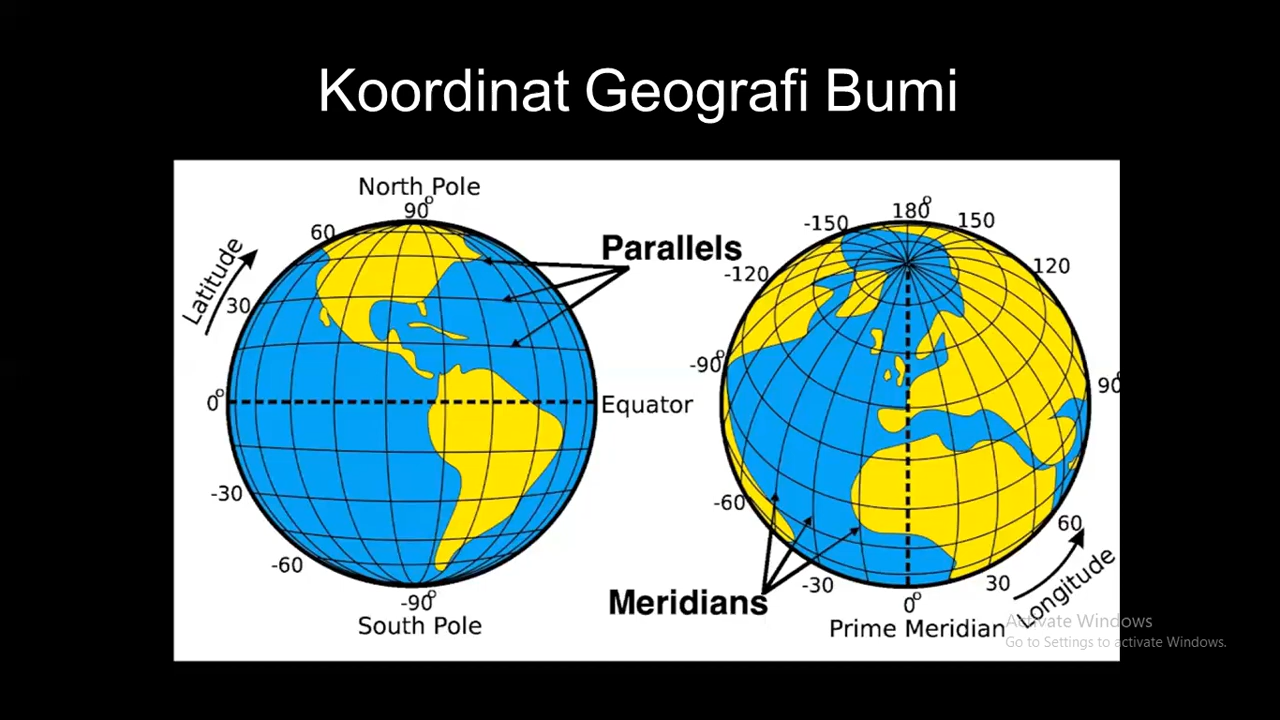 Koordinat Geografi Bumi
North Pole
90°
60
Latitude
30
0°
-30
-60
-90°
South Pole
Parallels
Equator
Meridians
180°
-150
150
-120
120
-90°
90°
-60
60
-30
30
0°
Longitude
Prime Meridian
Activate Windows
Go to Settings to activate Windows.